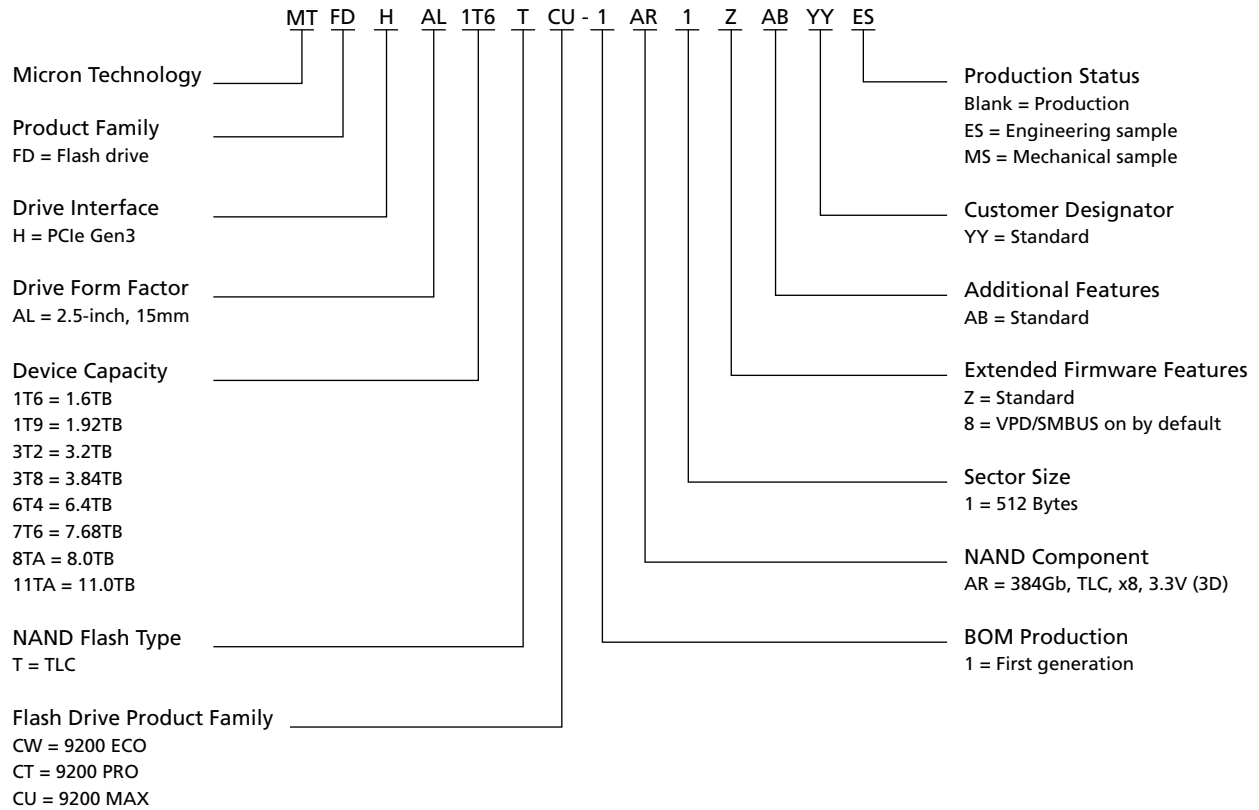 MT FD H AL 1T6 T CU - 1 AR 1 Z AB YY ES
Micron Technology
Product Family
FD = Flash drive
Drive Interface
H = PCIe Gen3
Drive Form Factor
AL = 2.5-inch, 15mm
Device Capacity
1T6 = 1.6TB
1T9 = 1.92TB
3T2 = 3.2TB
3T8 = 3.84TB
6T4 = 6.4TB
7T6 = 7.68TB
8TA = 8.0TB
11TA = 11.0TB
NAND Flash Type
T = TLC
Flash Drive Product Family
CW = 9200 ECO
CT = 9200 PRO
CU = 9200 MAX
Production Status
Blank = Production
ES = Engineering sample
MS = Mechanical sample
Customer Designator
YY = Standard
Additional Features
AB = Standard
Extended Firmware Features
Z = Standard
8 = VPD/SMBUS on by default
Sector Size
1 = 512 Bytes
NAND Component
AR = 384Gb, TLC, x8, 3.3V (3D)
BOM Production
1 = First generation